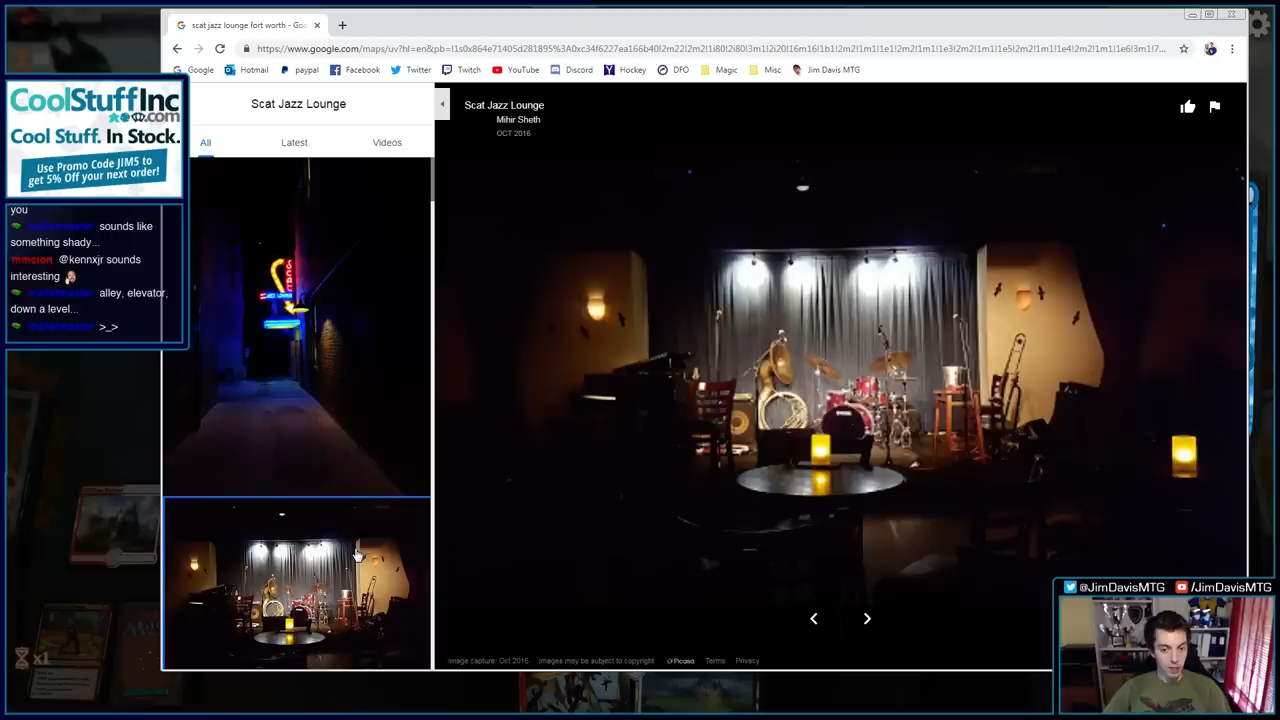 scat jazz lounge fort worth - Goo
https://www.google.com/maps/uv?hl=en&pb=!1s0x864e71405d281895%3A0xc34f6227ea166b40!2m22!2m2!1i80!2i80!3m1!2i20!16m16!1b1!2m2!1m1!1e1!2m2!1m1!1e3!2m2!1m1!1e5!2m2!1m1!1e4!2m2!1m1!1e6!3m1!7...
Google
Hotmail
paypal
Facebook
Twitter
Twitch
YouTube
Discord
Hockey
DFO
Magic
Misc
Jim Davis MTG
CoolStuffInc
.com
Cool Stuff. In Stock.
Use Promo Code JIM5 to
get 5% Off your next order!
Scat Jazz Lounge
All
Latest
Videos
Scat Jazz Lounge
Mihir Sheth
OCT 2016
you
sounds like
something shady...
mmsion @kennxjr sounds
interesting
alley, elevator,
down a level...
>_>
SCAT
x1
@JimDavisMTG
/JimDavisMTG
Image capture: Oct 2016
Images may be subject to copyright
Picasa
Terms
Privacy